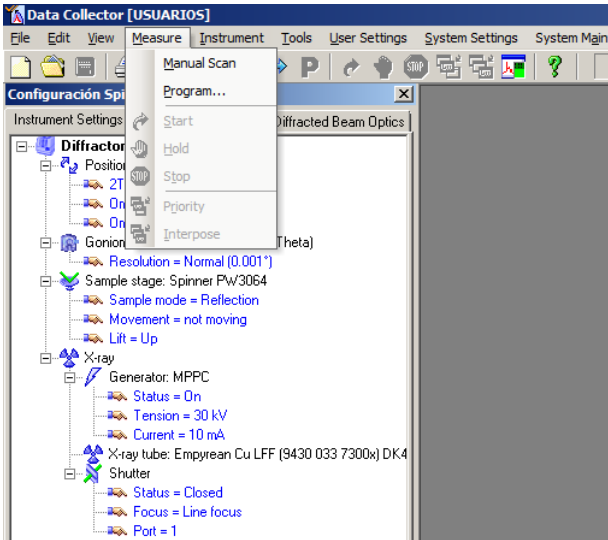 Data Collector [USUARIOS]
File Edit View Measure Instrument Tools User Settings System Settings System Main
Manual Scan
Program...
Configuración Spi
Instrument Settings
Start
Diffracted Beam Optics
Diffractor
Hold
Position
2T
Stop
STOP
On
Priority
On
Interpose
Goniom
Theta)
Resolution = Normal (0.001°)
Sample stage: Spinner PW3064
Sample mode = Reflection
Movement = not moving
Lift = Up
X-ray
Generator: MPPC
Status = On
Tension = 30 kV
Current = 10 mA
X-ray tube: Empyrean Cu LFF (9430 033 7300x) DK4
Shutter
Status = Closed
Focus = Line focus
Port = 1